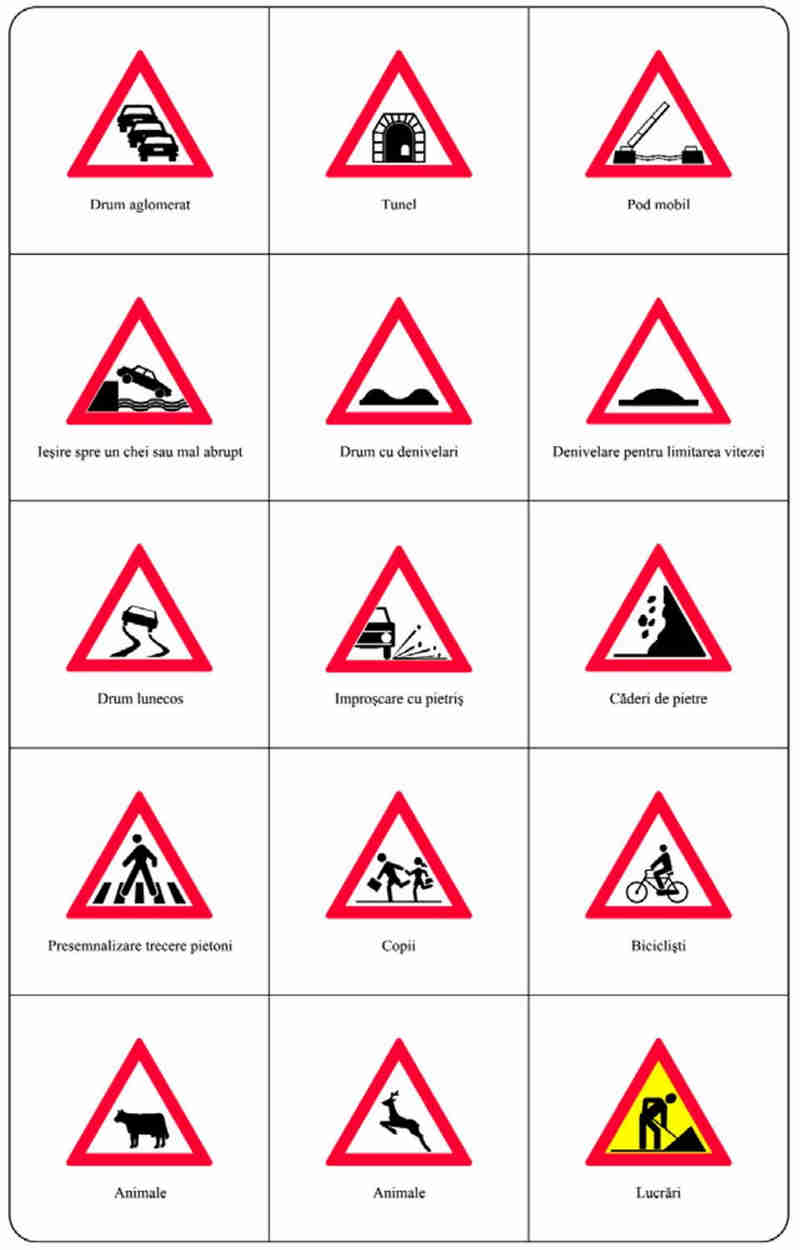 Drum aglomerat
Tunel
Pod mobil
Ieşire spre un chei sau mal abrupt
Drum cu denivelari
Denivelare pentru limitarea vitezei
Drum lunecos
Improşcare cu pietriş
Căderi de pietre
Presemnalizare trecere pietoni
Copii
Biciclişti
Animale
Animale
Lucrări